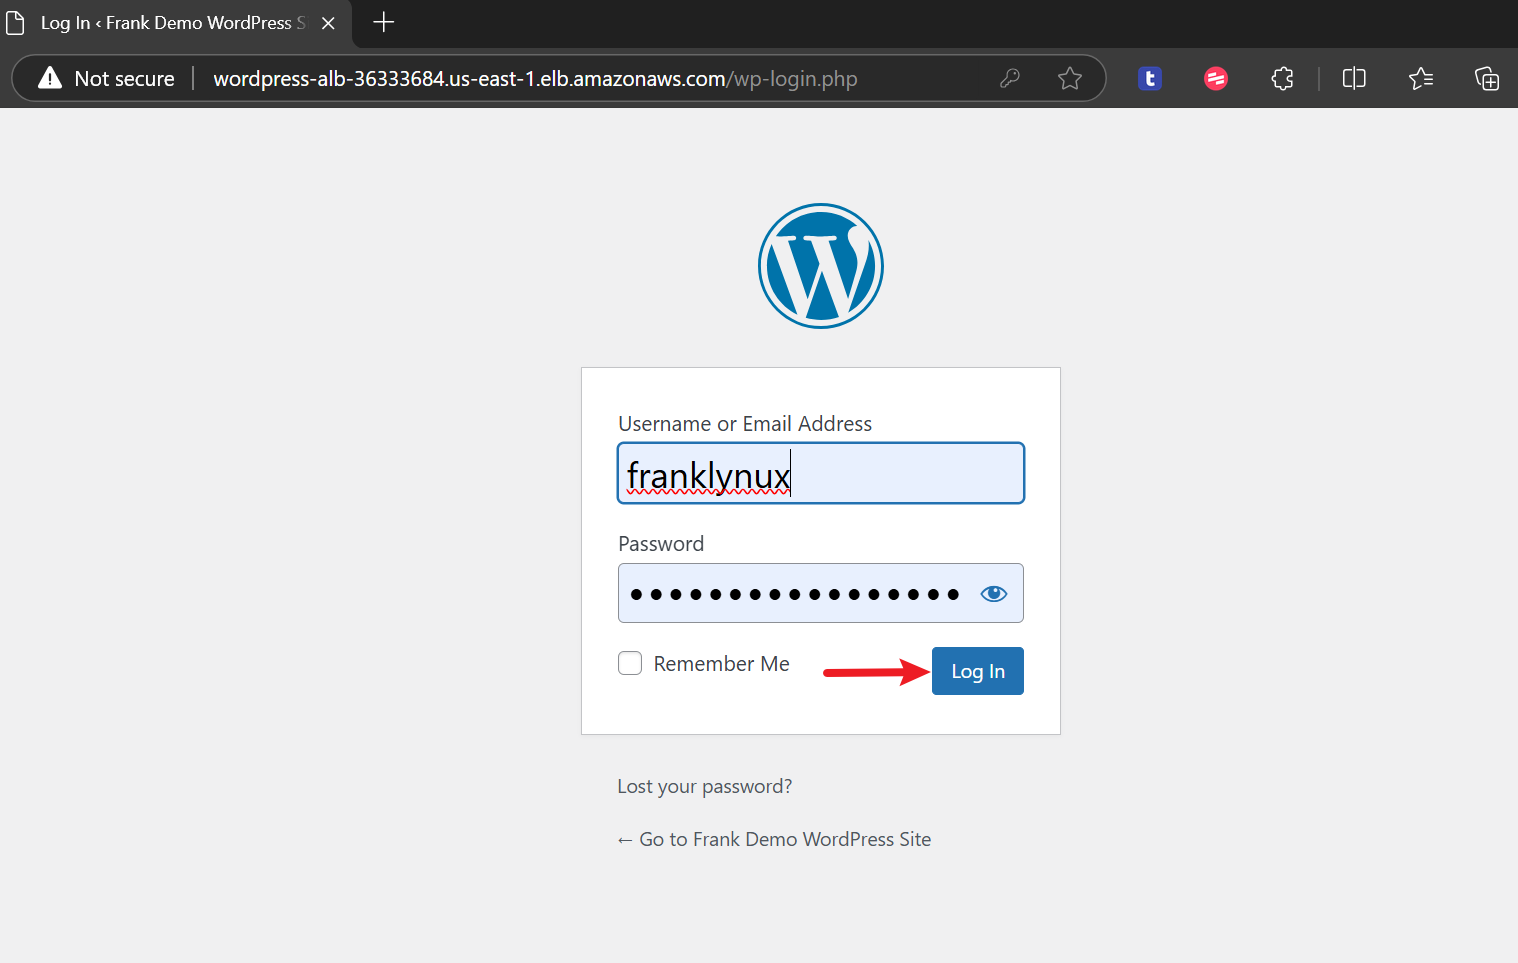 Log In ‹ Frank Demo WordPress S
Not secure
wordpress-alb-36333684.us-east-1.elb.amazonaws.com/wp-login.php
Username or Email Address
franklynux
Password
Remember Me
Log In
Lost your password?
← Go to Frank Demo WordPress Site